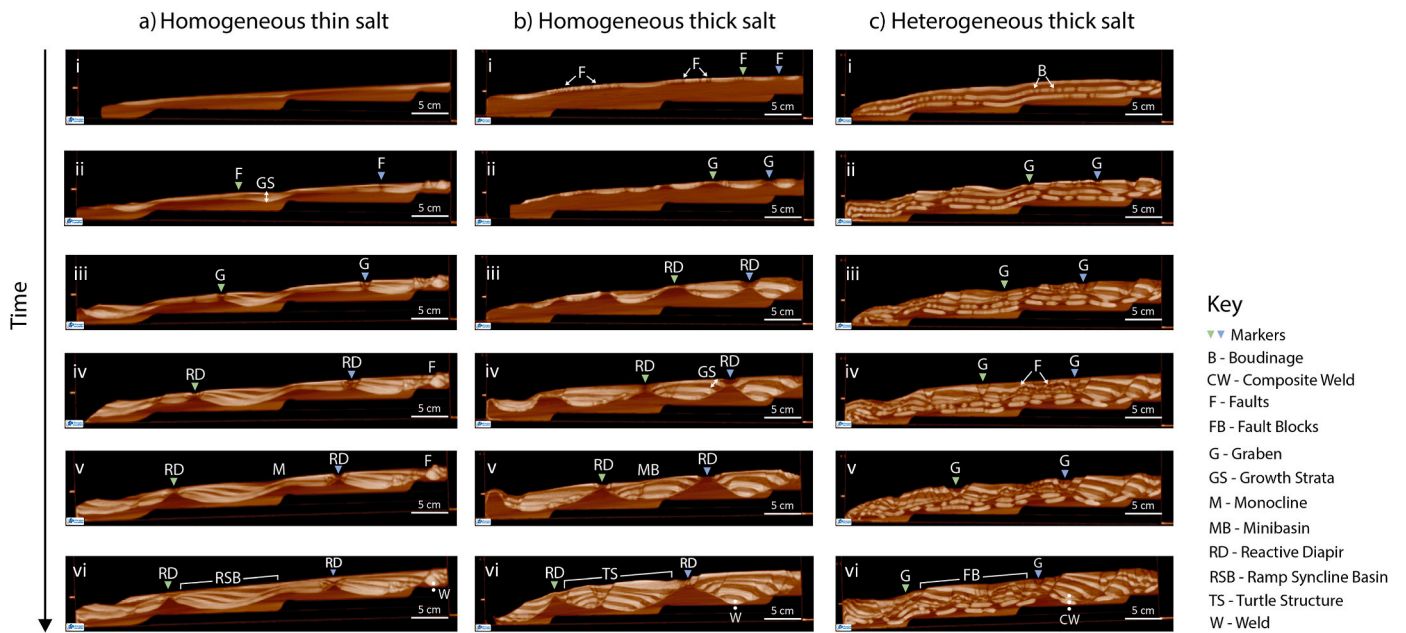 a) Homogeneous thin salt
b) Homogeneous thick salt
c) Heterogeneous thick salt
Time
i
5 cm
i
F
F
F
F
5 cm
i
B
5 cm
ii
F
GS
F
5 cm
ii
G
G
5 cm
ii
G
G
5 cm
iii
G
G
5 cm
iii
RD
RD
5 cm
iii
G
G
5 cm
iv
RD
RD
F
5 cm
iv
RD
GS
RD
5 cm
iv
G
F
G
5 cm
v
RD
M
RD
F
5 cm
v
RD
MB
RD
5 cm
v
G
G
5 cm
vi
RD
RSB
RD
W
5 cm
vi
RD
TS
RD
W
5 cm
vi
G
FB
G
CW
5 cm
Key
Markers
B - Boudinage
CW - Composite Weld
F - Faults
FB - Fault Blocks
G - Graben
GS - Growth Strata
M - Monocline
MB - Minibasin
RD - Reactive Diapir
RSB - Ramp Syncline Basin
TS - Turtle Structure
W - Weld